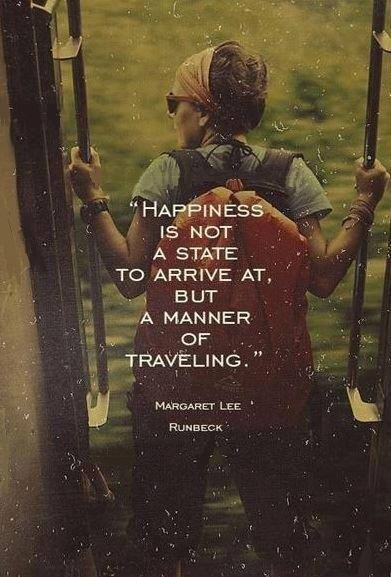 “Happiness
is not
a state
to arrive at,
but
a manner
of
traveling.”
Margaret Lee
Runbeck